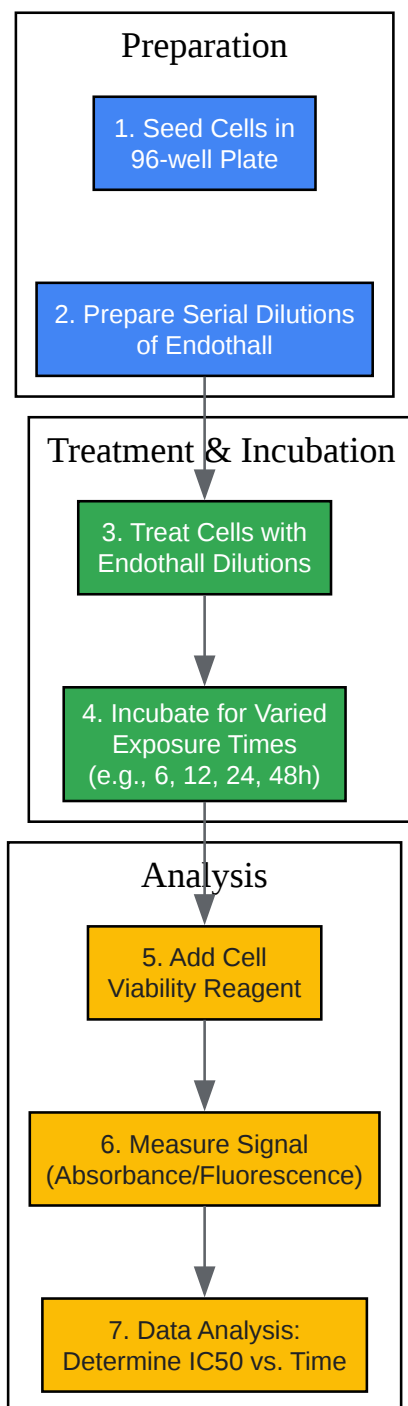 Preparation
1. Seed Cells in
96-well Plate
2. Prepare Serial Dilutions
of Endothall
Treatment & Incubation
3. Treat Cells with
Endothall Dilutions
4. Incubate for Varied
Exposure Times
(e.g., 6, 12, 24, 48h)
Analysis
5. Add Cell
Viability Reagent
6. Measure Signal
(Absorbance/Fluorescence)
7. Data Analysis:
Determine IC50 vs. Time